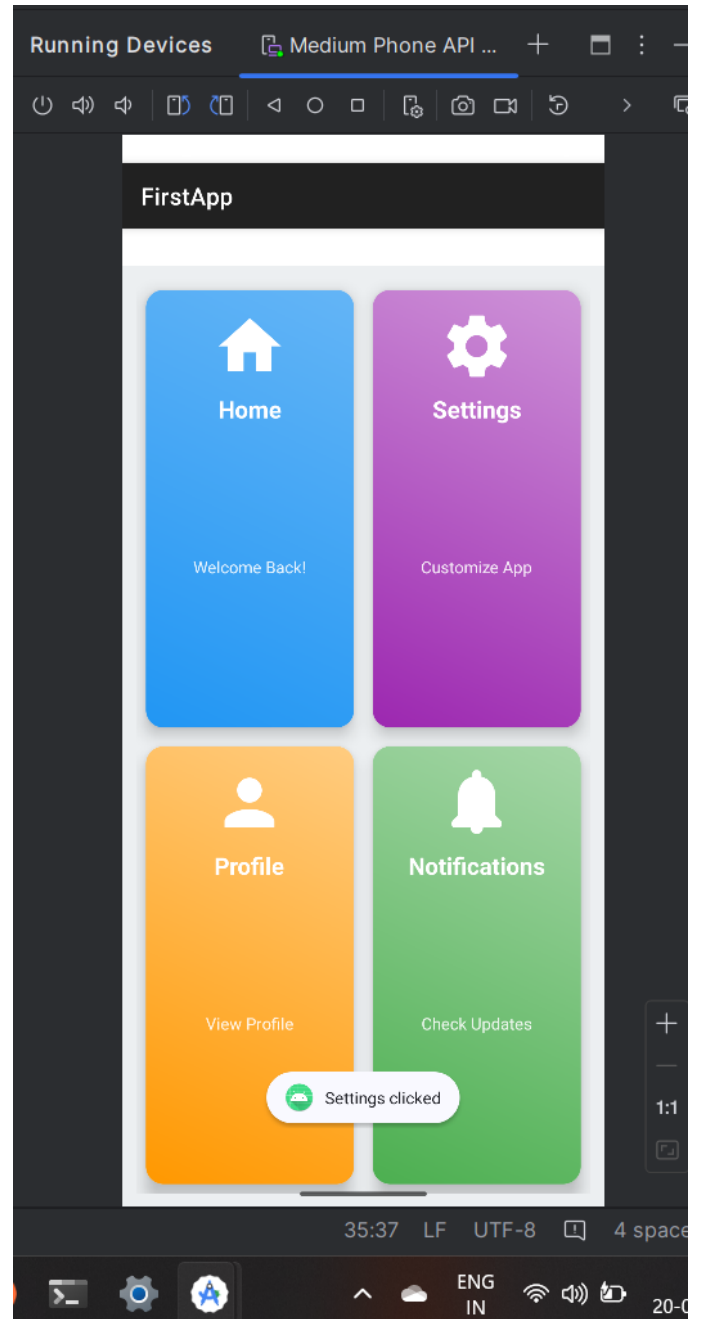 Running Devices Medium Phone API ...
FirstApp
Home Settings
Welcome Back! Customize App
Profile Notifications
View Profile Check Updates
Settings clicked
1:1
35:37 LF UTF-8 4 space
ENG
IN
20-0